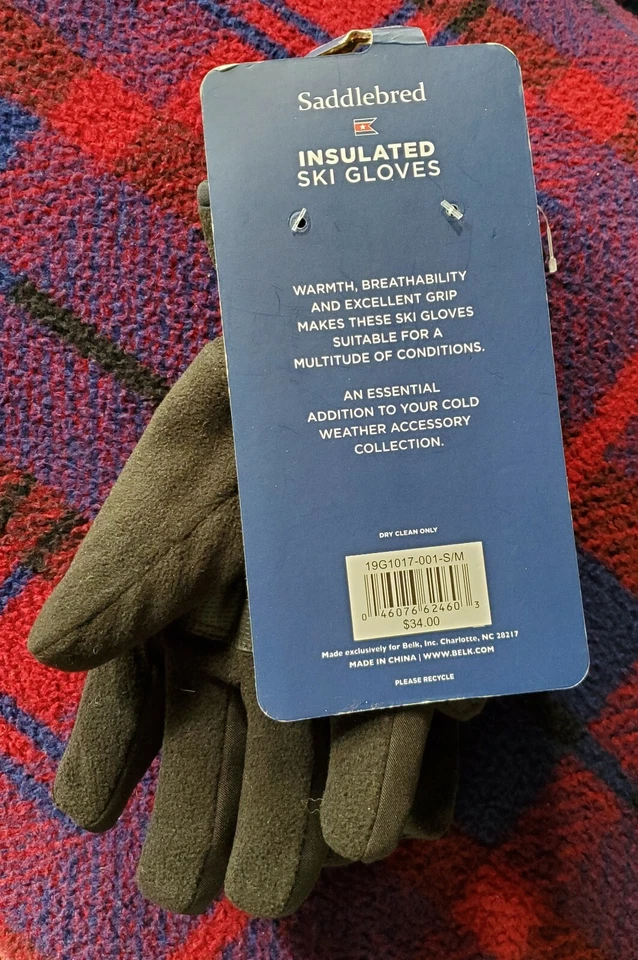 Saddlebred
INSULATED
SKI GLOVES
WARMTH, BREATHABILITY
AND EXCELLENT GRIP
MAKES THESE SKI GLOVES
SUITABLE FOR A
MULTITUDE OF CONDITIONS.
AN ESSENTIAL
ADDITION TO YOUR COLD
WEATHER ACCESSORY
COLLECTION.
DRY CLEAN ONLY
19G1017-001-S/M
0 46076 62460 3
$34.00
Made exclusively for Belk, Inc. Charlotte, NC 28217
MADE IN CHINA | WWW.BELK.COM
PLEASE RECYCLE